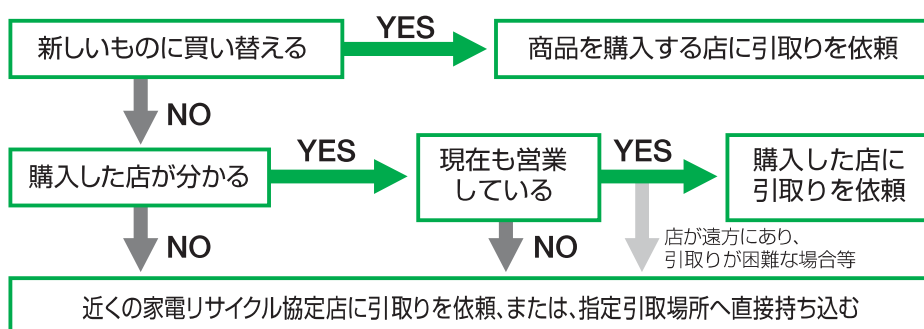 新しいものに買い替える
YES
商品を購入する店に引取りを依頼
NO
購入した店が分かる
YES
現在も営業
している
YES
購入した店に
引取りを依頼
NO
NO
店が遠方にあり、
引取りが困難な場合等
近くの家電リサイクル協定店に引取りを依頼、または、指定引取場所へ直接持ち込む